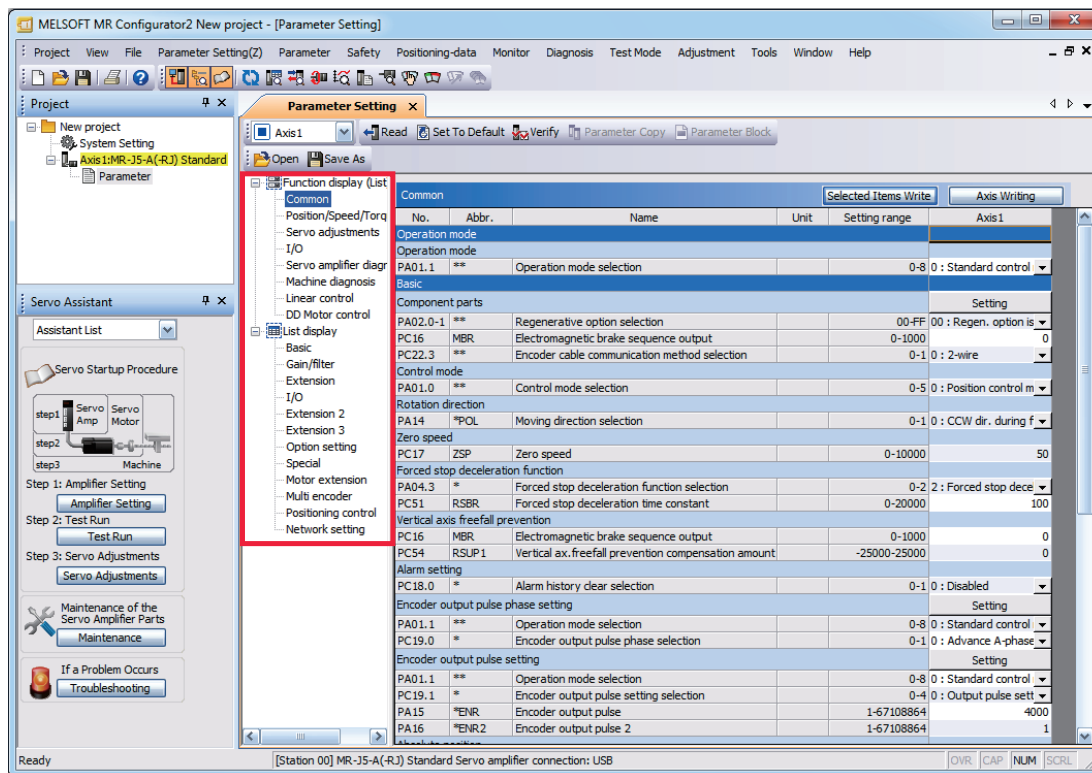 MELSOFT MR Configurator2 New project - [Parameter Setting]
Project View File Parameter Setting(Z) Parameter Safety Positioning-data Monitor Diagnosis Test Mode Adjustment Tools Window Help
Project
New project
System Setting
Axis1:MR-J5-A(-RJ) Standard
Parameter
Servo Assistant
Assistant List
Servo Startup Procedure
step1 Servo Amp Servo Motor
step2
step3 Machine
Step 1: Amplifier Setting
Amplifier Setting
Step 2: Test Run
Test Run
Step 3: Servo Adjustments
Servo Adjustments
Maintenance of the
Servo Amplifier Parts
Maintenance
If a Problem Occurs
Troubleshooting
Parameter Setting
Axis1 Read Set To Default Verify Parameter Copy Parameter Block
Open Save As
Function display (List
Common
Position/Speed/Torq
Servo adjustments
I/O
Servo amplifier diagr
Machine diagnosis
Linear control
DD Motor control
List display
Basic
Gain/filter
Extension
I/O
Extension 2
Extension 3
Option setting
Special
Motor extension
Multi encoder
Positioning control
Network setting
Common Selected Items Write Axis Writing
No. Abbr. Name Unit Setting range Axis1
Operation mode
Operation mode
PA01.1 ** Operation mode selection 0-8 0 : Standard control
Basic
Component parts Setting
PA02.0-1 ** Regenerative option selection 00-FF 00 : Regen. option is
PC16 MBR Electromagnetic brake sequence output 0-1000 0
PC22.3 ** Encoder cable communication method selection 0-1 0 : 2-wire
Control mode
PA01.0 ** Control mode selection 0-5 0 : Position control m
Rotation direction
PA14 *POL Moving direction selection 0-1 0 : CCW dir. during f
Zero speed
PC17 ZSP Zero speed 0-10000 50
Forced stop deceleration function
PA04.3 * Forced stop deceleration function selection 0-2 2 : Forced stop dece
PC51 RSBR Forced stop deceleration time constant 0-20000 100
Vertical axis freefall prevention
PC16 MBR Electromagnetic brake sequence output 0-1000 0
PC54 RSUP1 Vertical ax.freefall prevention compensation amount -25000-25000 0
Alarm setting
PC18.0 * Alarm history clear selection 0-1 0 : Disabled
Encoder output pulse phase setting Setting
PA01.1 ** Operation mode selection 0-8 0 : Standard control
PC19.0 * Encoder output pulse phase selection 0-1 0 : Advance A-phase
Encoder output pulse setting Setting
PA01.1 ** Operation mode selection 0-8 0 : Standard control
PC19.1 * Encoder output pulse setting selection 0-4 0 : Output pulse sett
PA15 *ENR Encoder output pulse 1-67108864 4000
PA16 *ENR2 Encoder output pulse 2 1-67108864 1
Absolute position
Ready [Station 00] MR-J5-A(-RJ) Standard Servo amplifier connection: USB OVR CAP NUM SCRL